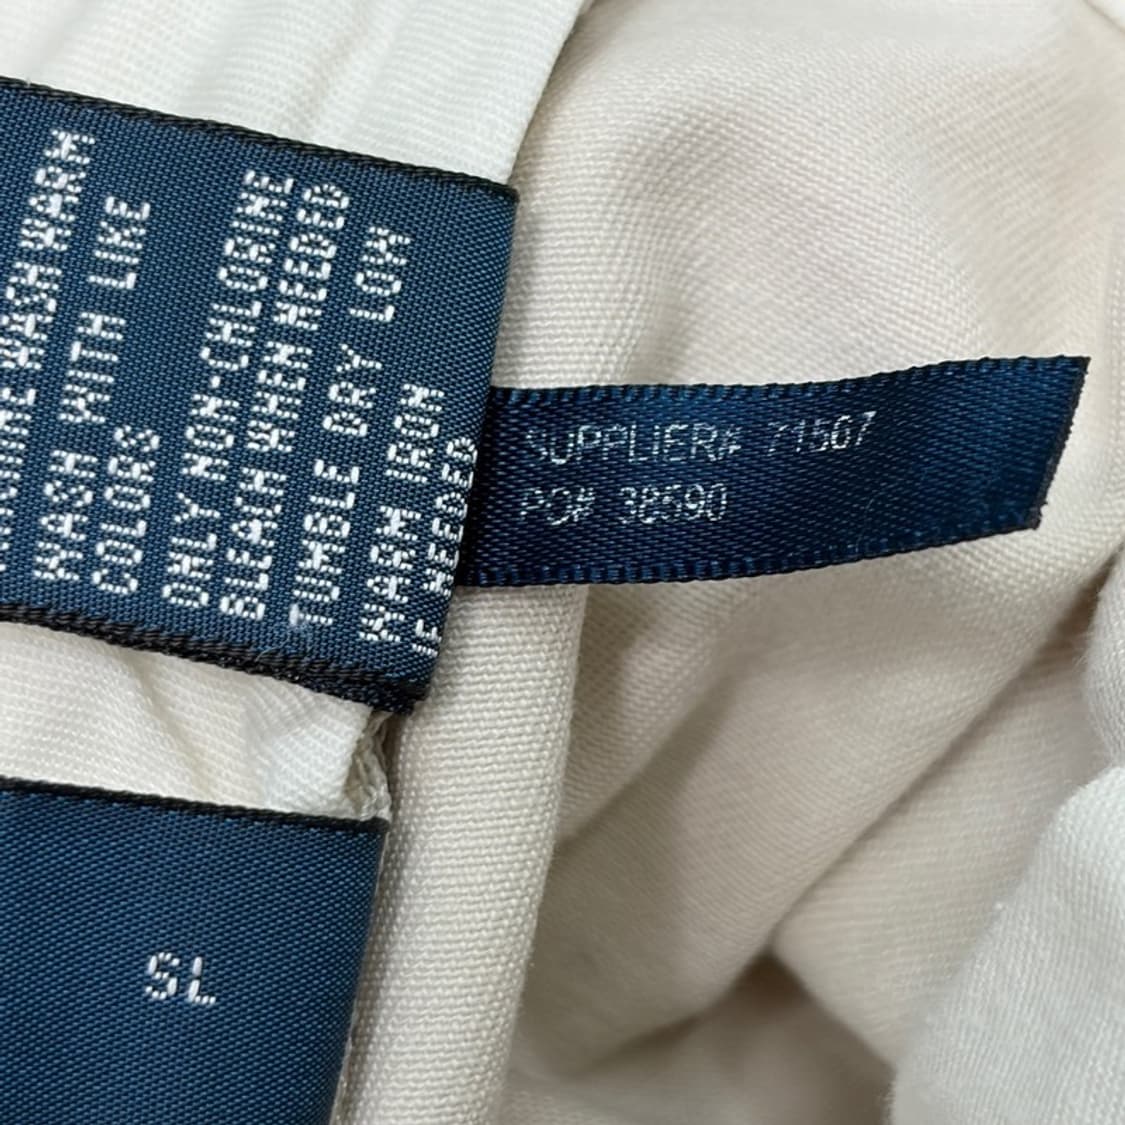 WASH WARM
WASH WITH LIKE
COLORS
ONLY NON-CHLORINE
BLEACH WHEN NEEDED
TUMBLE DRY LOW
WARM IRON
IF NEEDED
SUPPLIER# 71567
PO# 38590
SL